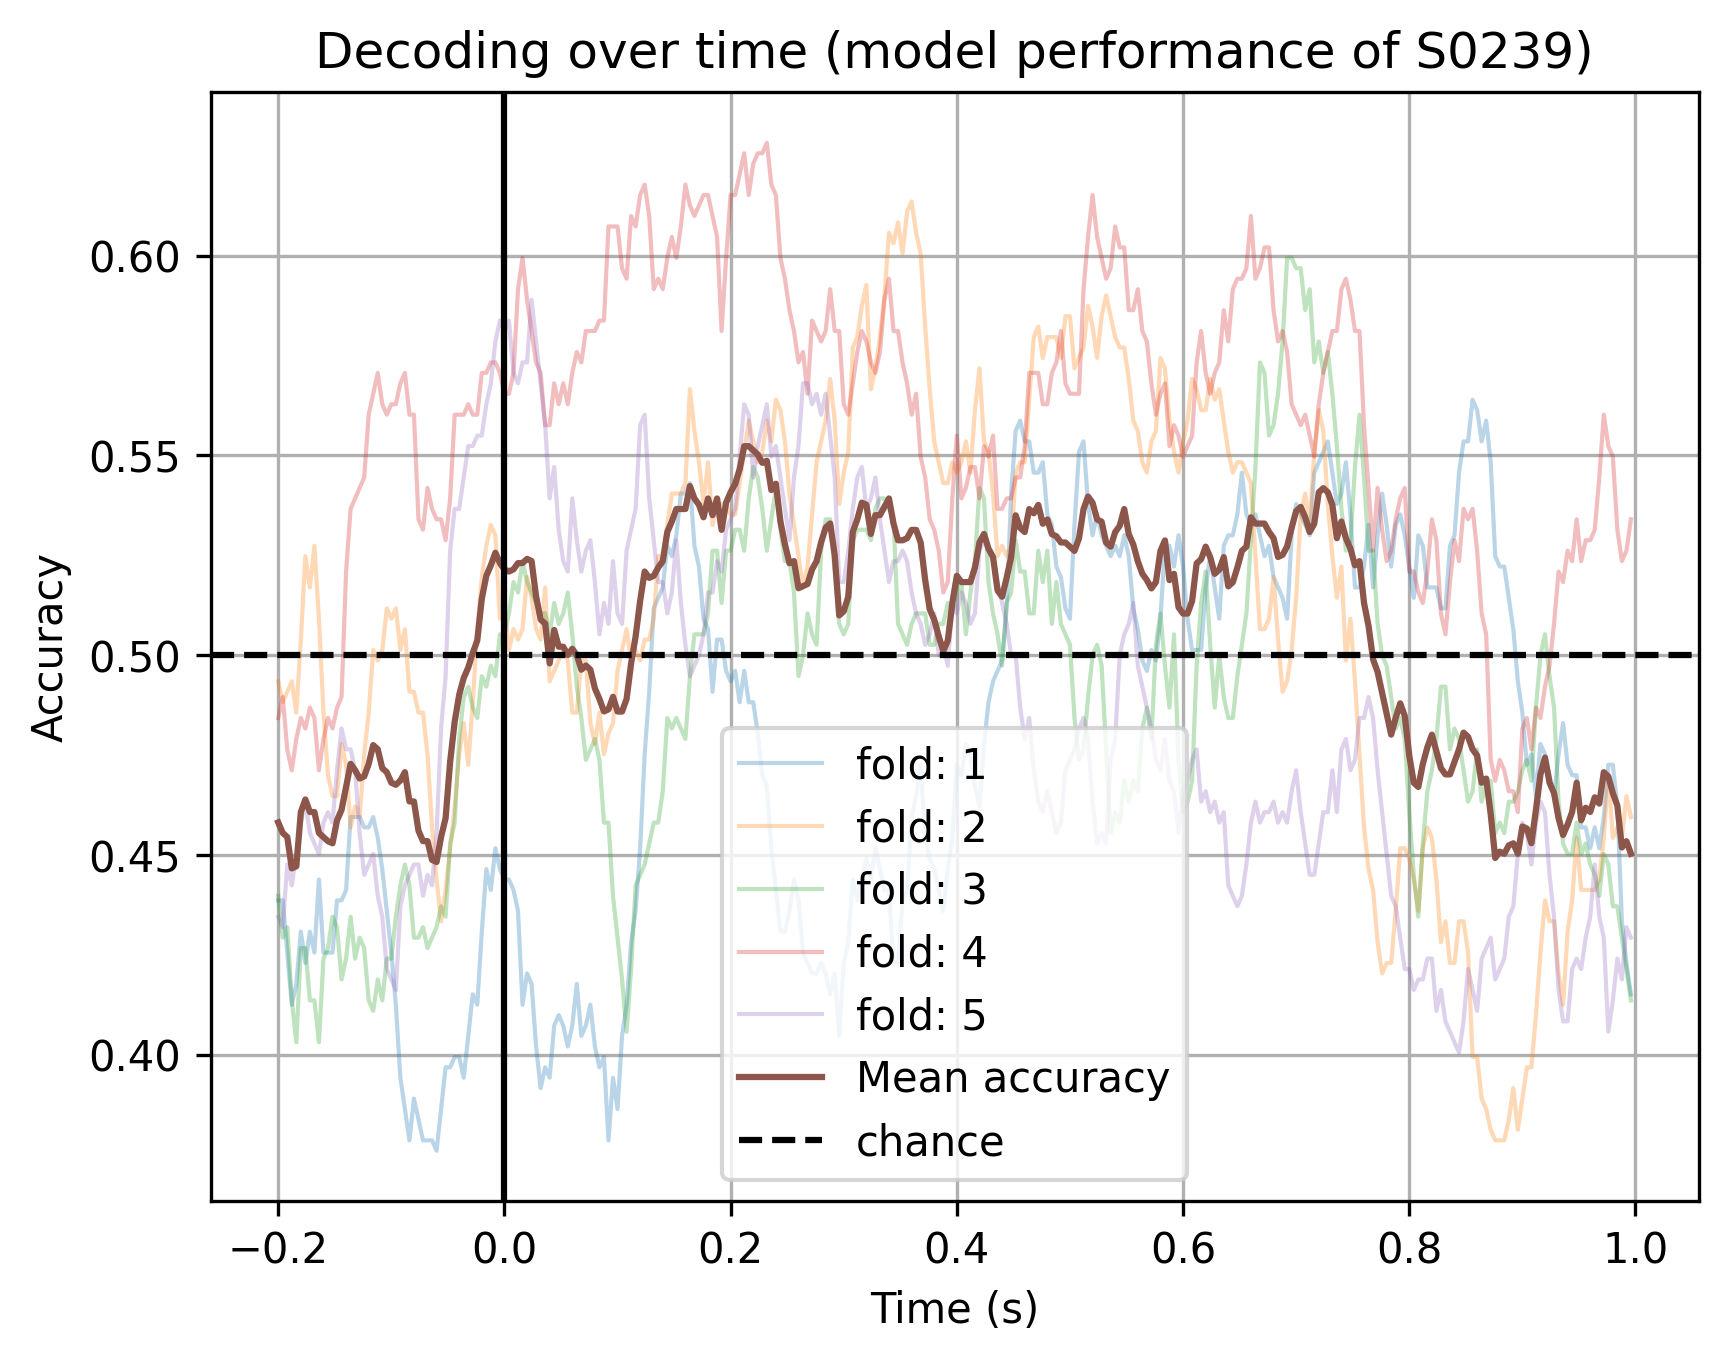 Decoding over time (model performance of S0239)
Accuracy
0.60
0.55
0.50
0.45
0.40
fold: 1
fold: 2
fold: 3
fold: 4
fold: 5
Mean accuracy
chance
−0.2 0.0 0.2 0.4 0.6 0.8 1.0
Time (s)